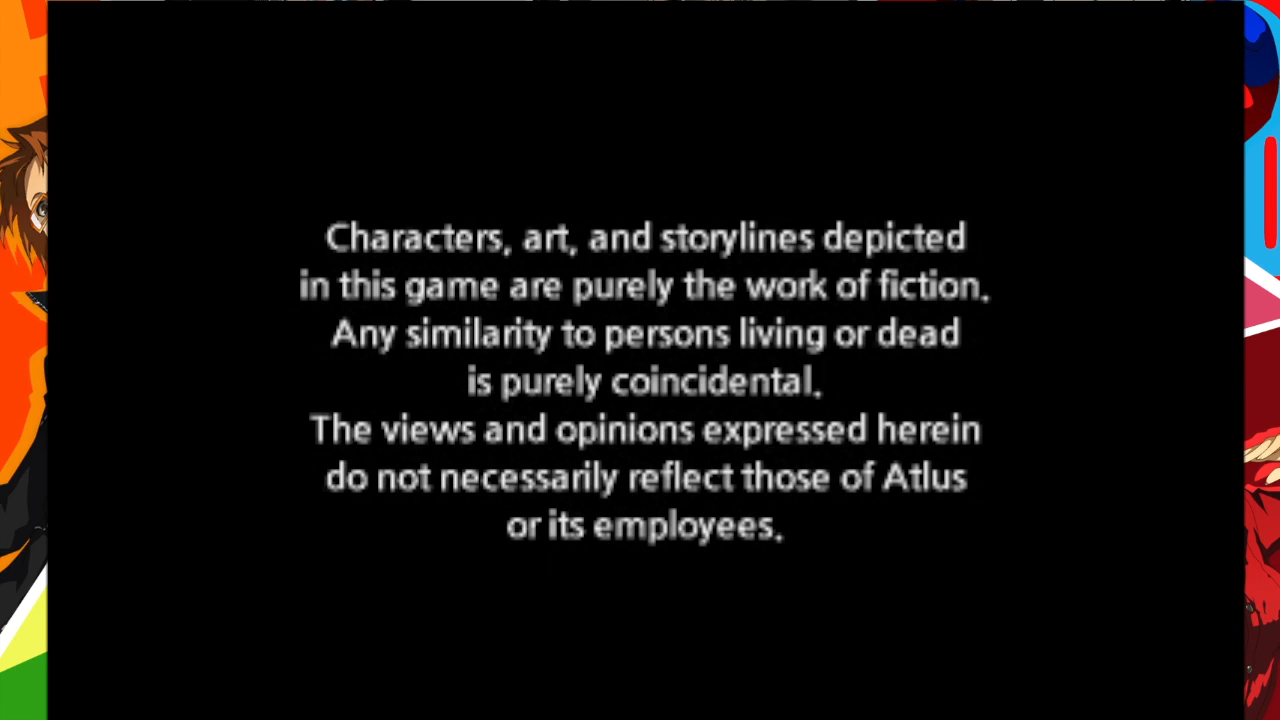 Characters, art, and storylines depicted
in this game are purely the work of fiction.
Any similarity to persons living or dead
is purely coincidental.
The views and opinions expressed herein
do not necessarily reflect those of Atlus
or its employees.